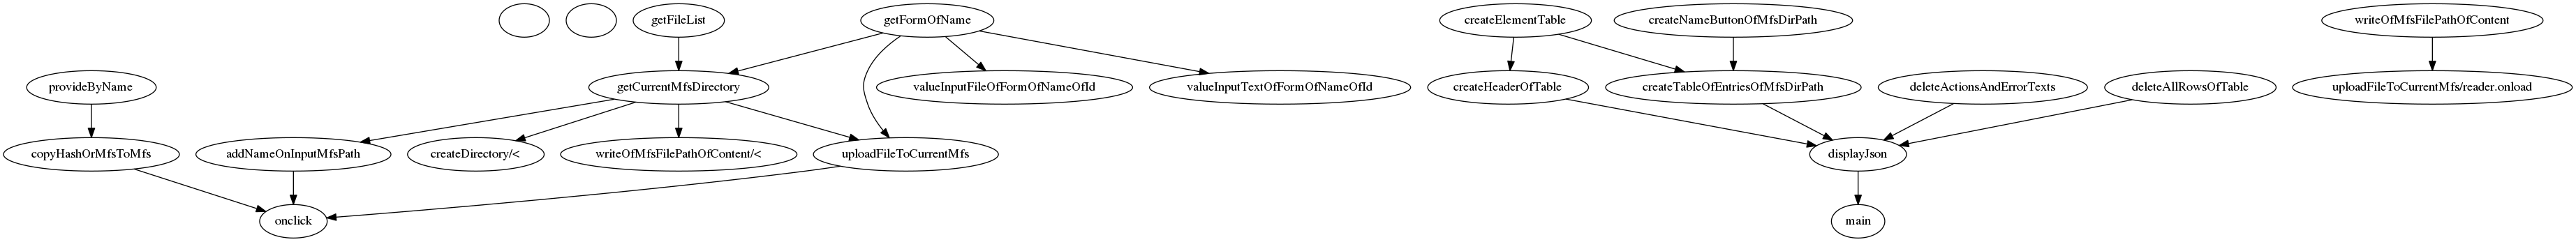 getFileList
getFormOfName
createElementTable
createNameButtonOfMfsDirPath
writeOfMfsFilePathOfContent
provideByName
getCurrentMfsDirectory
valueInputFileOfFormOfNameOfId
valueInputTextOfFormOfNameOfId
createHeaderOfTable
createTableOfEntriesOfMfsDirPath
deleteActionsAndErrorTexts
deleteAllRowsOfTable
uploadFileToCurrentMfs/reader.onload
copyHashOrMfsToMfs
addNameOnInputMfsPath
createDirectory/<
writeOfMfsFilePathOfContent/<
uploadFileToCurrentMfs
displayJson
onclick
main